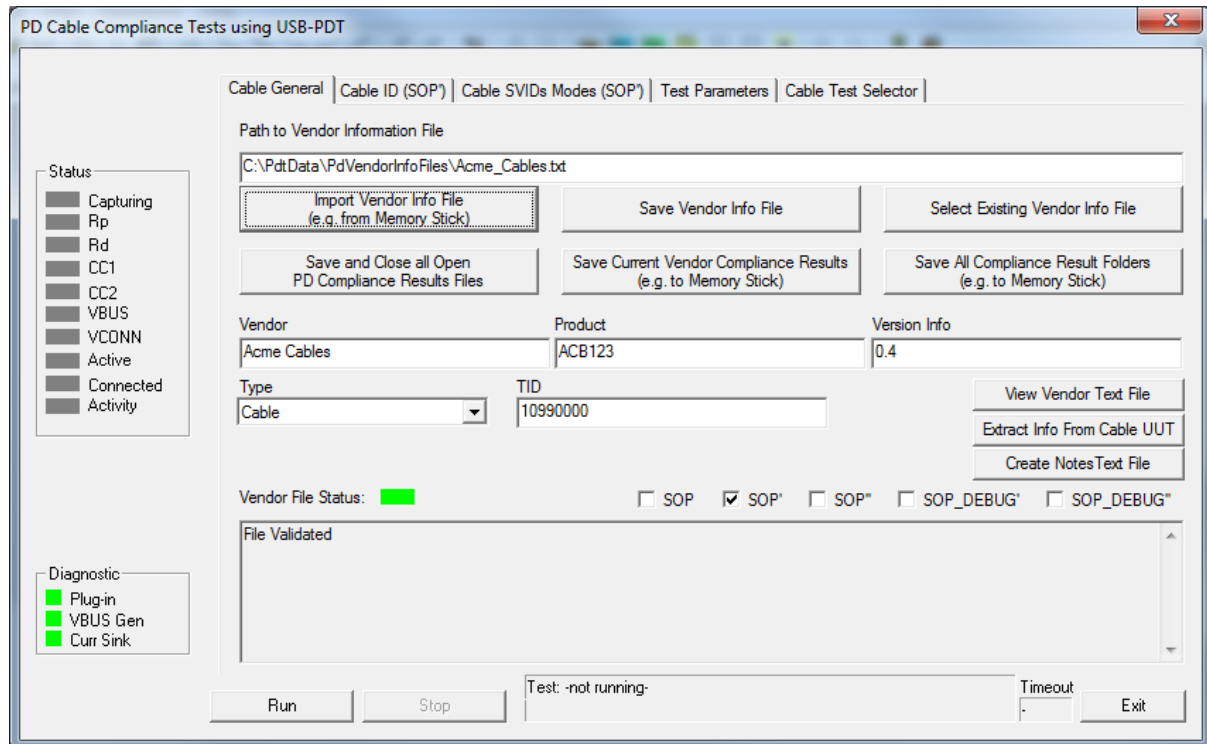 PD Cable Compliance Tests using USB-PDT
Cable General
Cable ID (SOP')
Cable SVIDs Modes (SOP')
Test Parameters
Cable Test Selector
Path to Vendor Information File
C:\PdtData\PdVendorInfoFiles\Acme_Cables.txt
Import Vendor Info File
(e.g. from Memory Stick)
Save Vendor Info File
Select Existing Vendor Info File
Save and Close all Open
PD Compliance Results Files
Save Current Vendor Compliance Results
(e.g. to Memory Stick)
Save All Compliance Result Folders
(e.g. to Memory Stick)
Status
Capturing
Rp
Rd
CC1
CC2
VBUS
VCONN
Active
Connected
Activity
Vendor
Product
Version Info
Acme Cables
ACB123
0.4
Type
TID
Cable
10990000
View Vendor Text File
Extract Info From Cable UUT
Create NotesText File
Vendor File Status:
SOP
SOP'
SOP"
SOP_DEBUG'
SOP_DEBUG"
File Validated
Diagnostic
Plug-in
VBUS Gen
Curr Sink
Run
Stop
Test: -not running-
Timeout
-
Exit